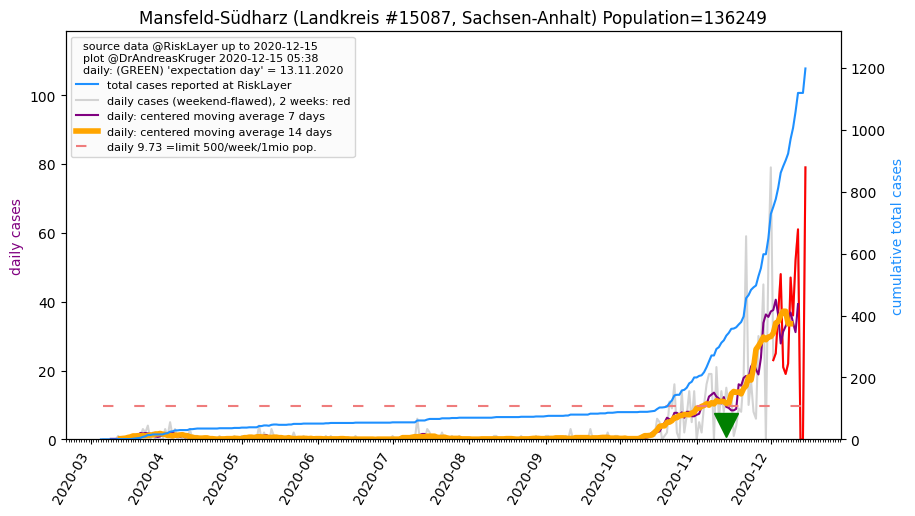 Mansfeld-Südharz (Landkreis #15087, Sachsen-Anhalt) Population=136249
source data @RiskLayer up to 2020-12-15
plot @DrAndreasKruger 2020-12-15 05:38
daily: (GREEN) 'expectation day' = 13.11.2020
total cases reported at RiskLayer
daily cases (weekend-flawed), 2 weeks: red
daily: centered moving average 7 days
daily: centered moving average 14 days
daily 9.73 =limit 500/week/1mio pop.
daily cases
100
80
60
40
20
0
cumulative total cases
1200
1000
800
600
400
200
0
2020-03
2020-04
2020-05
2020-06
2020-07
2020-08
2020-09
2020-10
2020-11
2020-12